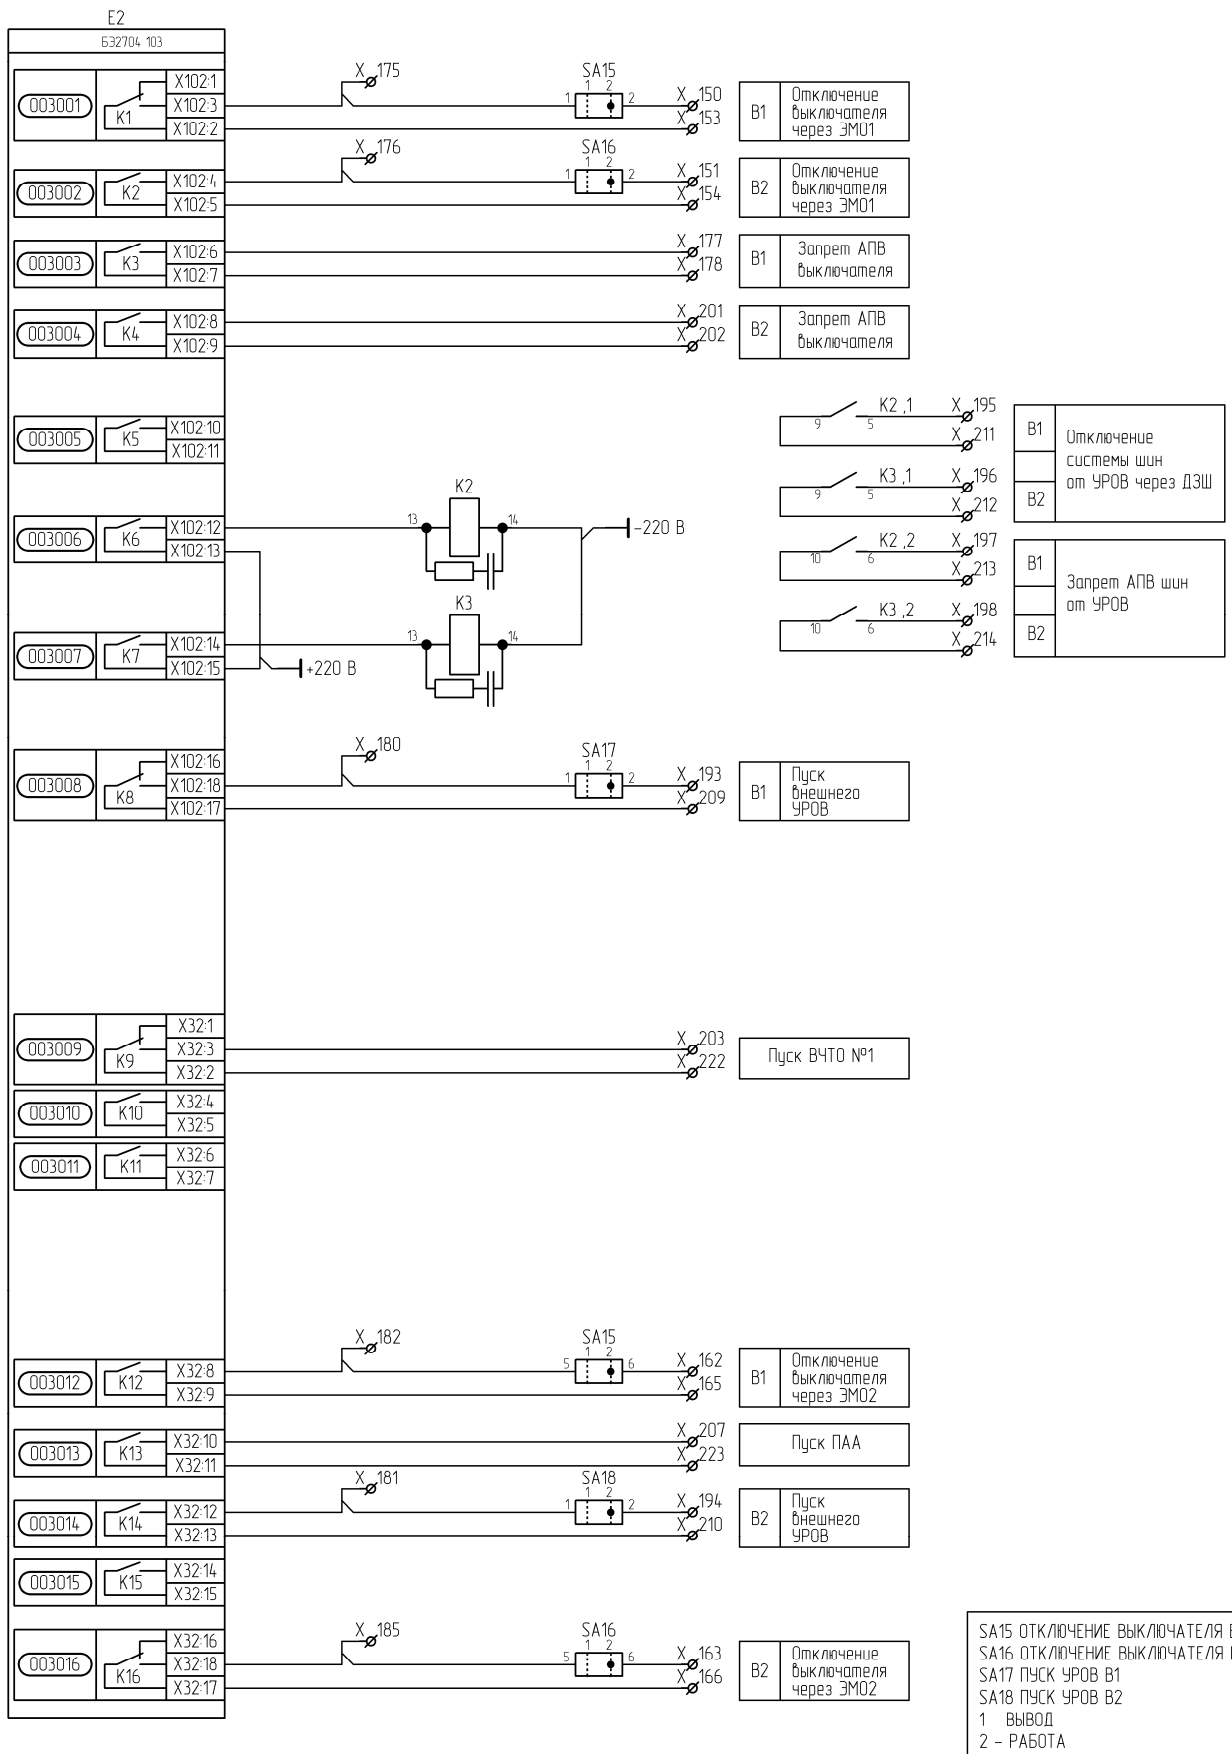 E2
БЭ2704 103
003001
K1
X102:1
X102:3
X102:2
X 175
SA15
1 2
1 2
X 150
X 153
B1
Отключение
выключателя
через ЭМО1
003002
K2
X102:4
X102:5
X 176
SA16
1 2
1 2
X 151
X 154
B2
Отключение
выключателя
через ЭМО1
003003
K3
X102:6
X102:7
X 177
X 178
B1
Запрет АПВ
выключателя
003004
K4
X102:8
X102:9
X 201
X 202
B2
Запрет АПВ
выключателя
003005
K5
X102:10
X102:11
9 K2 ,1 5
X 195
X 211
9 K3 ,1 5
X 196
X 212
B1
B2
Отключение
системы шин
от УРОВ через ДЗШ
003006
K6
X102:12
X102:13
K2
13 14
-220 В
10 K2 ,2 6
X 197
X 213
10 K3 ,2 6
X 198
X 214
B1
B2
Запрет АПВ шин
от УРОВ
003007
K7
X102:14
X102:15
+220 В
K3
13 14
003008
K8
X102:16
X102:18
X102:17
X 180
SA17
1 2
1 2
X 193
X 209
B1
Пуск
внешнего
УРОВ
003009
K9
X32:1
X32:3
X32:2
X 203
X 222
Пуск ВЧТО №1
003010
K10
X32:4
X32:5
003011
K11
X32:6
X32:7
003012
K12
X32:8
X32:9
X 182
SA15
1 2
5 6
X 162
X 165
B1
Отключение
выключателя
через ЭМО2
003013
K13
X32:10
X32:11
X 207
X 223
Пуск ПАА
003014
K14
X32:12
X32:13
X 181
SA18
1 2
1 2
X 194
X 210
B2
Пуск
внешнего
УРОВ
003015
K15
X32:14
X32:15
003016
K16
X32:16
X32:18
X32:17
X 185
SA16
1 2
5 6
X 163
X 166
B2
Отключение
выключателя
через ЭМО2
SA15 ОТКЛЮЧЕНИЕ ВЫКЛЮЧАТЕЛЯ
SA16 ОТКЛЮЧЕНИЕ ВЫКЛЮЧАТЕЛЯ
SA17 ПУСК УРОВ В1
SA18 ПУСК УРОВ В2
1 ВЫВОД
2 - РАБОТА